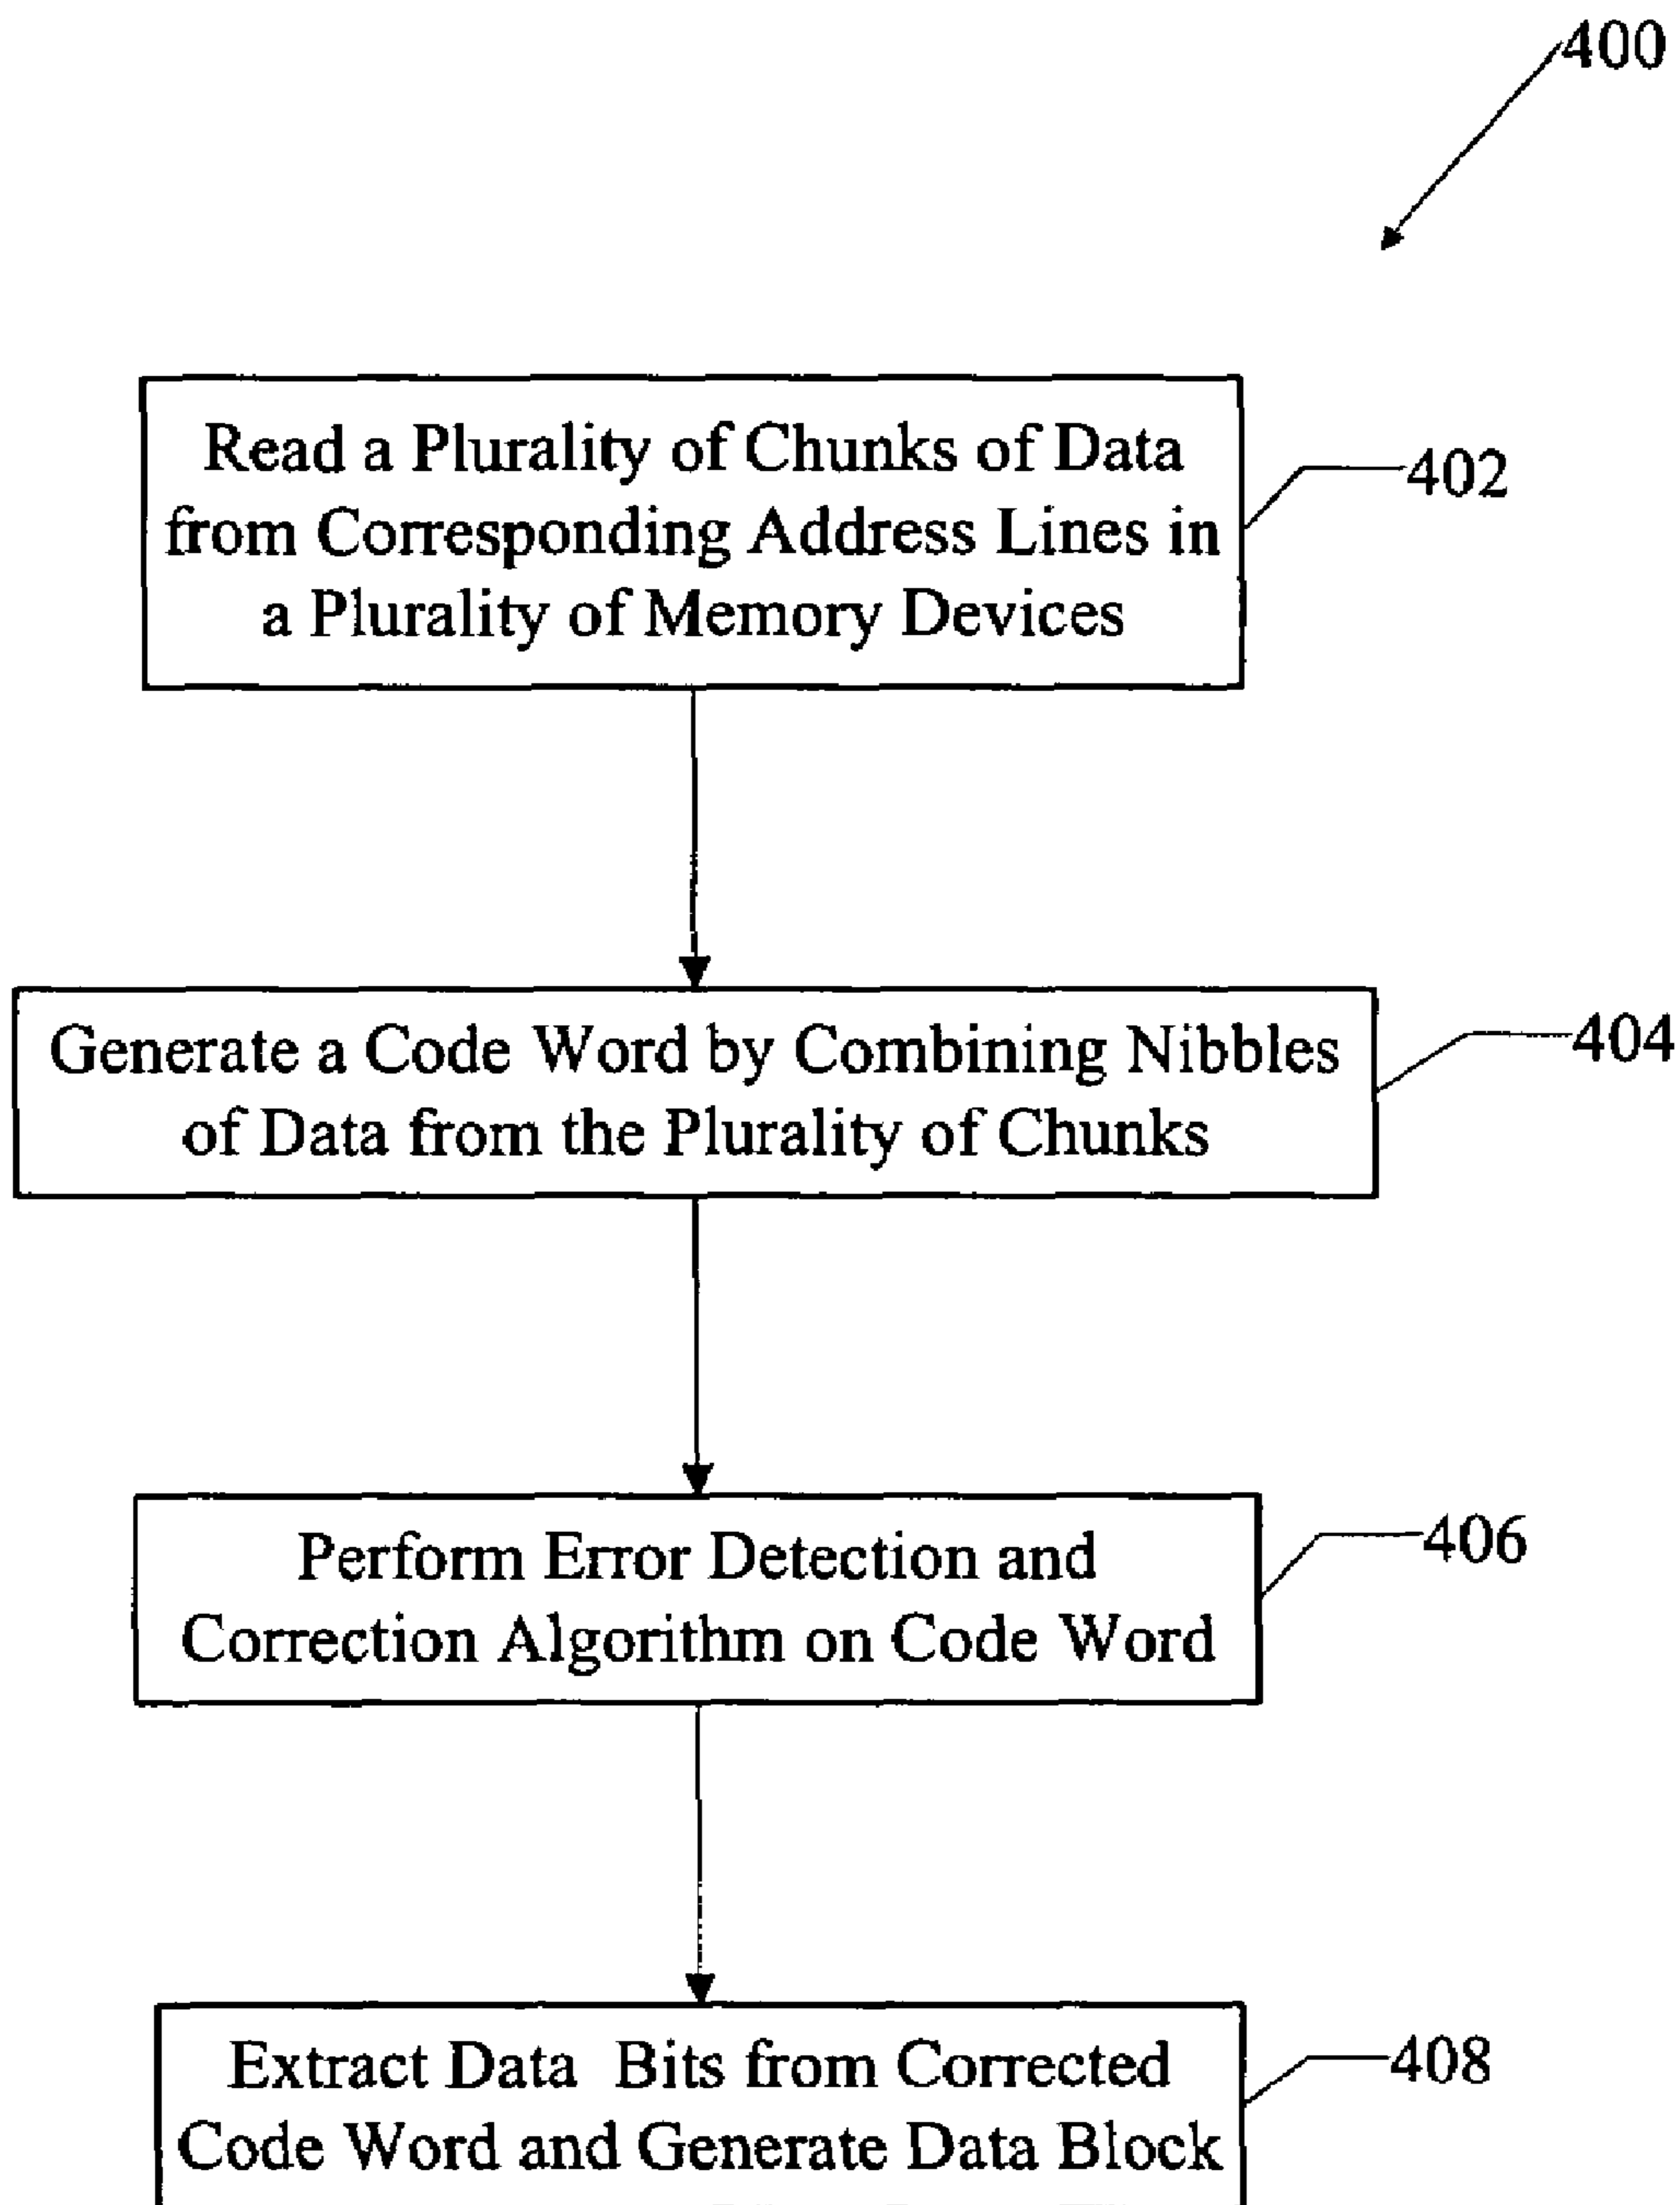 400
Read a Plurality of Chunks of Data
from Corresponding Address Lines in
a Plurality of Memory Devices
402
Generate a Code Word by Combining Nibbles
of Data from the Plurality of Chunks
404
Perform Error Detection and
Correction Algorithm on Code Word
406
Extract Data Bits from Corrected
Code Word and Generate Data Block
408